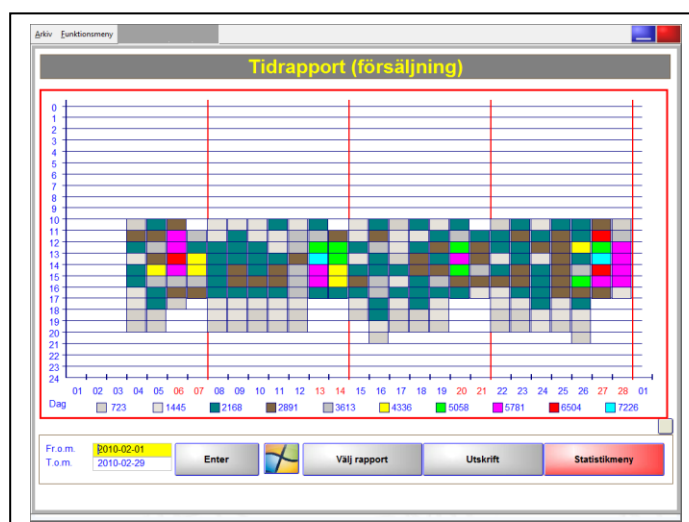 Arkiv Funktionsmeny
Tidrapport (försäljning)
0
1
2
3
4
5
6
7
8
9
10
11
12
13
14
15
16
17
18
19
20
21
22
23
24
01 02 03 04 05 06 07 08 09 10 11 12 13 14 15 16 17 18 19 20 21 22 23 24 25 26 27 28 01
Dag 723 1445 2168 2891 3613 4336 5058 5781 6504 7226
Fr.o.m. 2010-02-01
T.o.m. 2010-02-29
Enter
Välj rapport
Utskrift
Statistikmeny